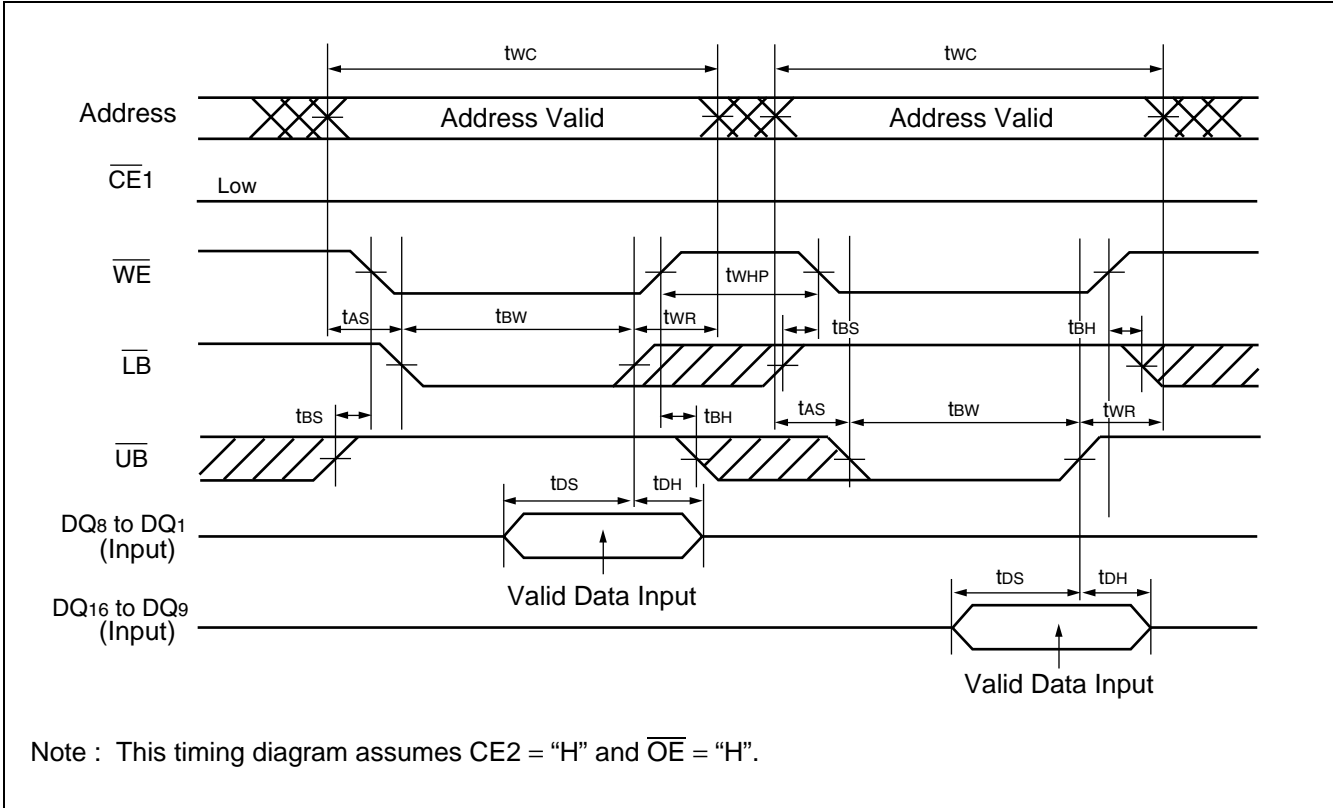 tWC tWC
Address Address Valid Address Valid
CE1 Low
WE
tWHP
tAS tBW tWR tBS tBH
LB
tBS tBH tAS tBW tWR
UB
tDS tDH
DQ8 to DQ1
(Input)
Valid Data Input
tDS tDH
DQ16 to DQ9
(Input)
Valid Data Input
Note : This timing diagram assumes CE2 = “H” and OE = “H”.